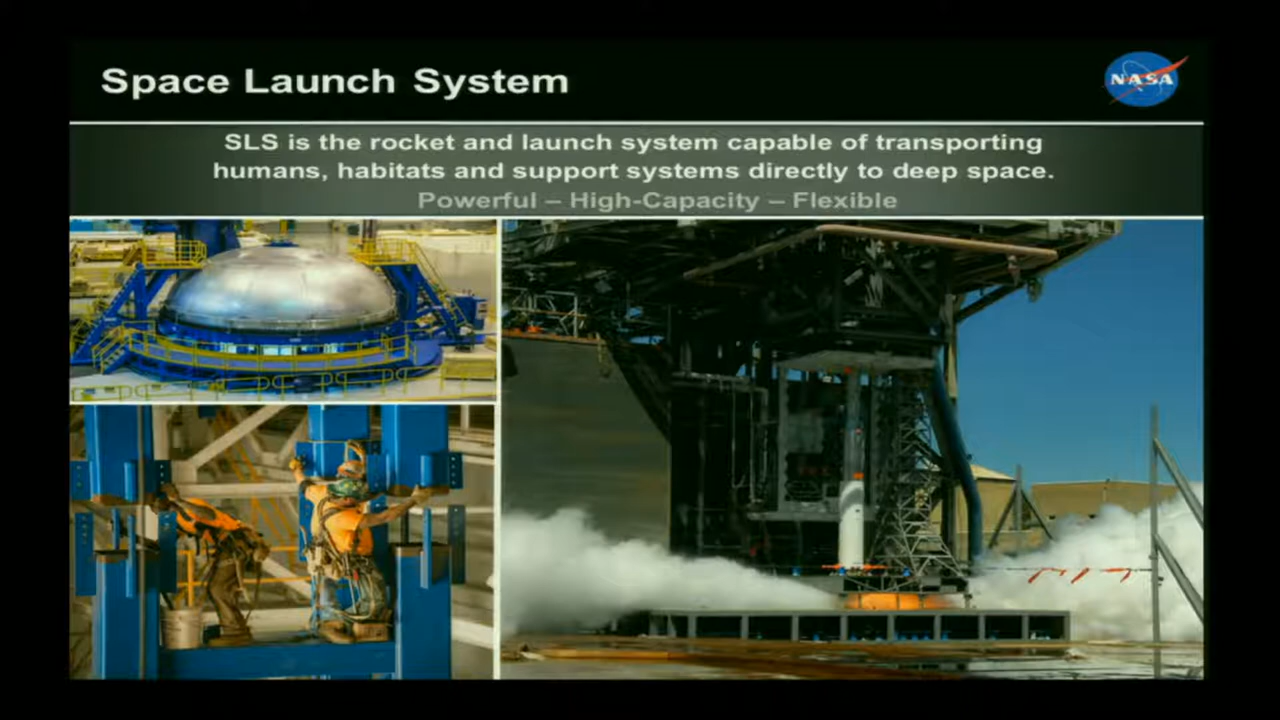 Space Launch System
NASA
SLS is the rocket and launch system capable of transporting
humans, habitats and support systems directly to deep space.
Powerful – High-Capacity – Flexible